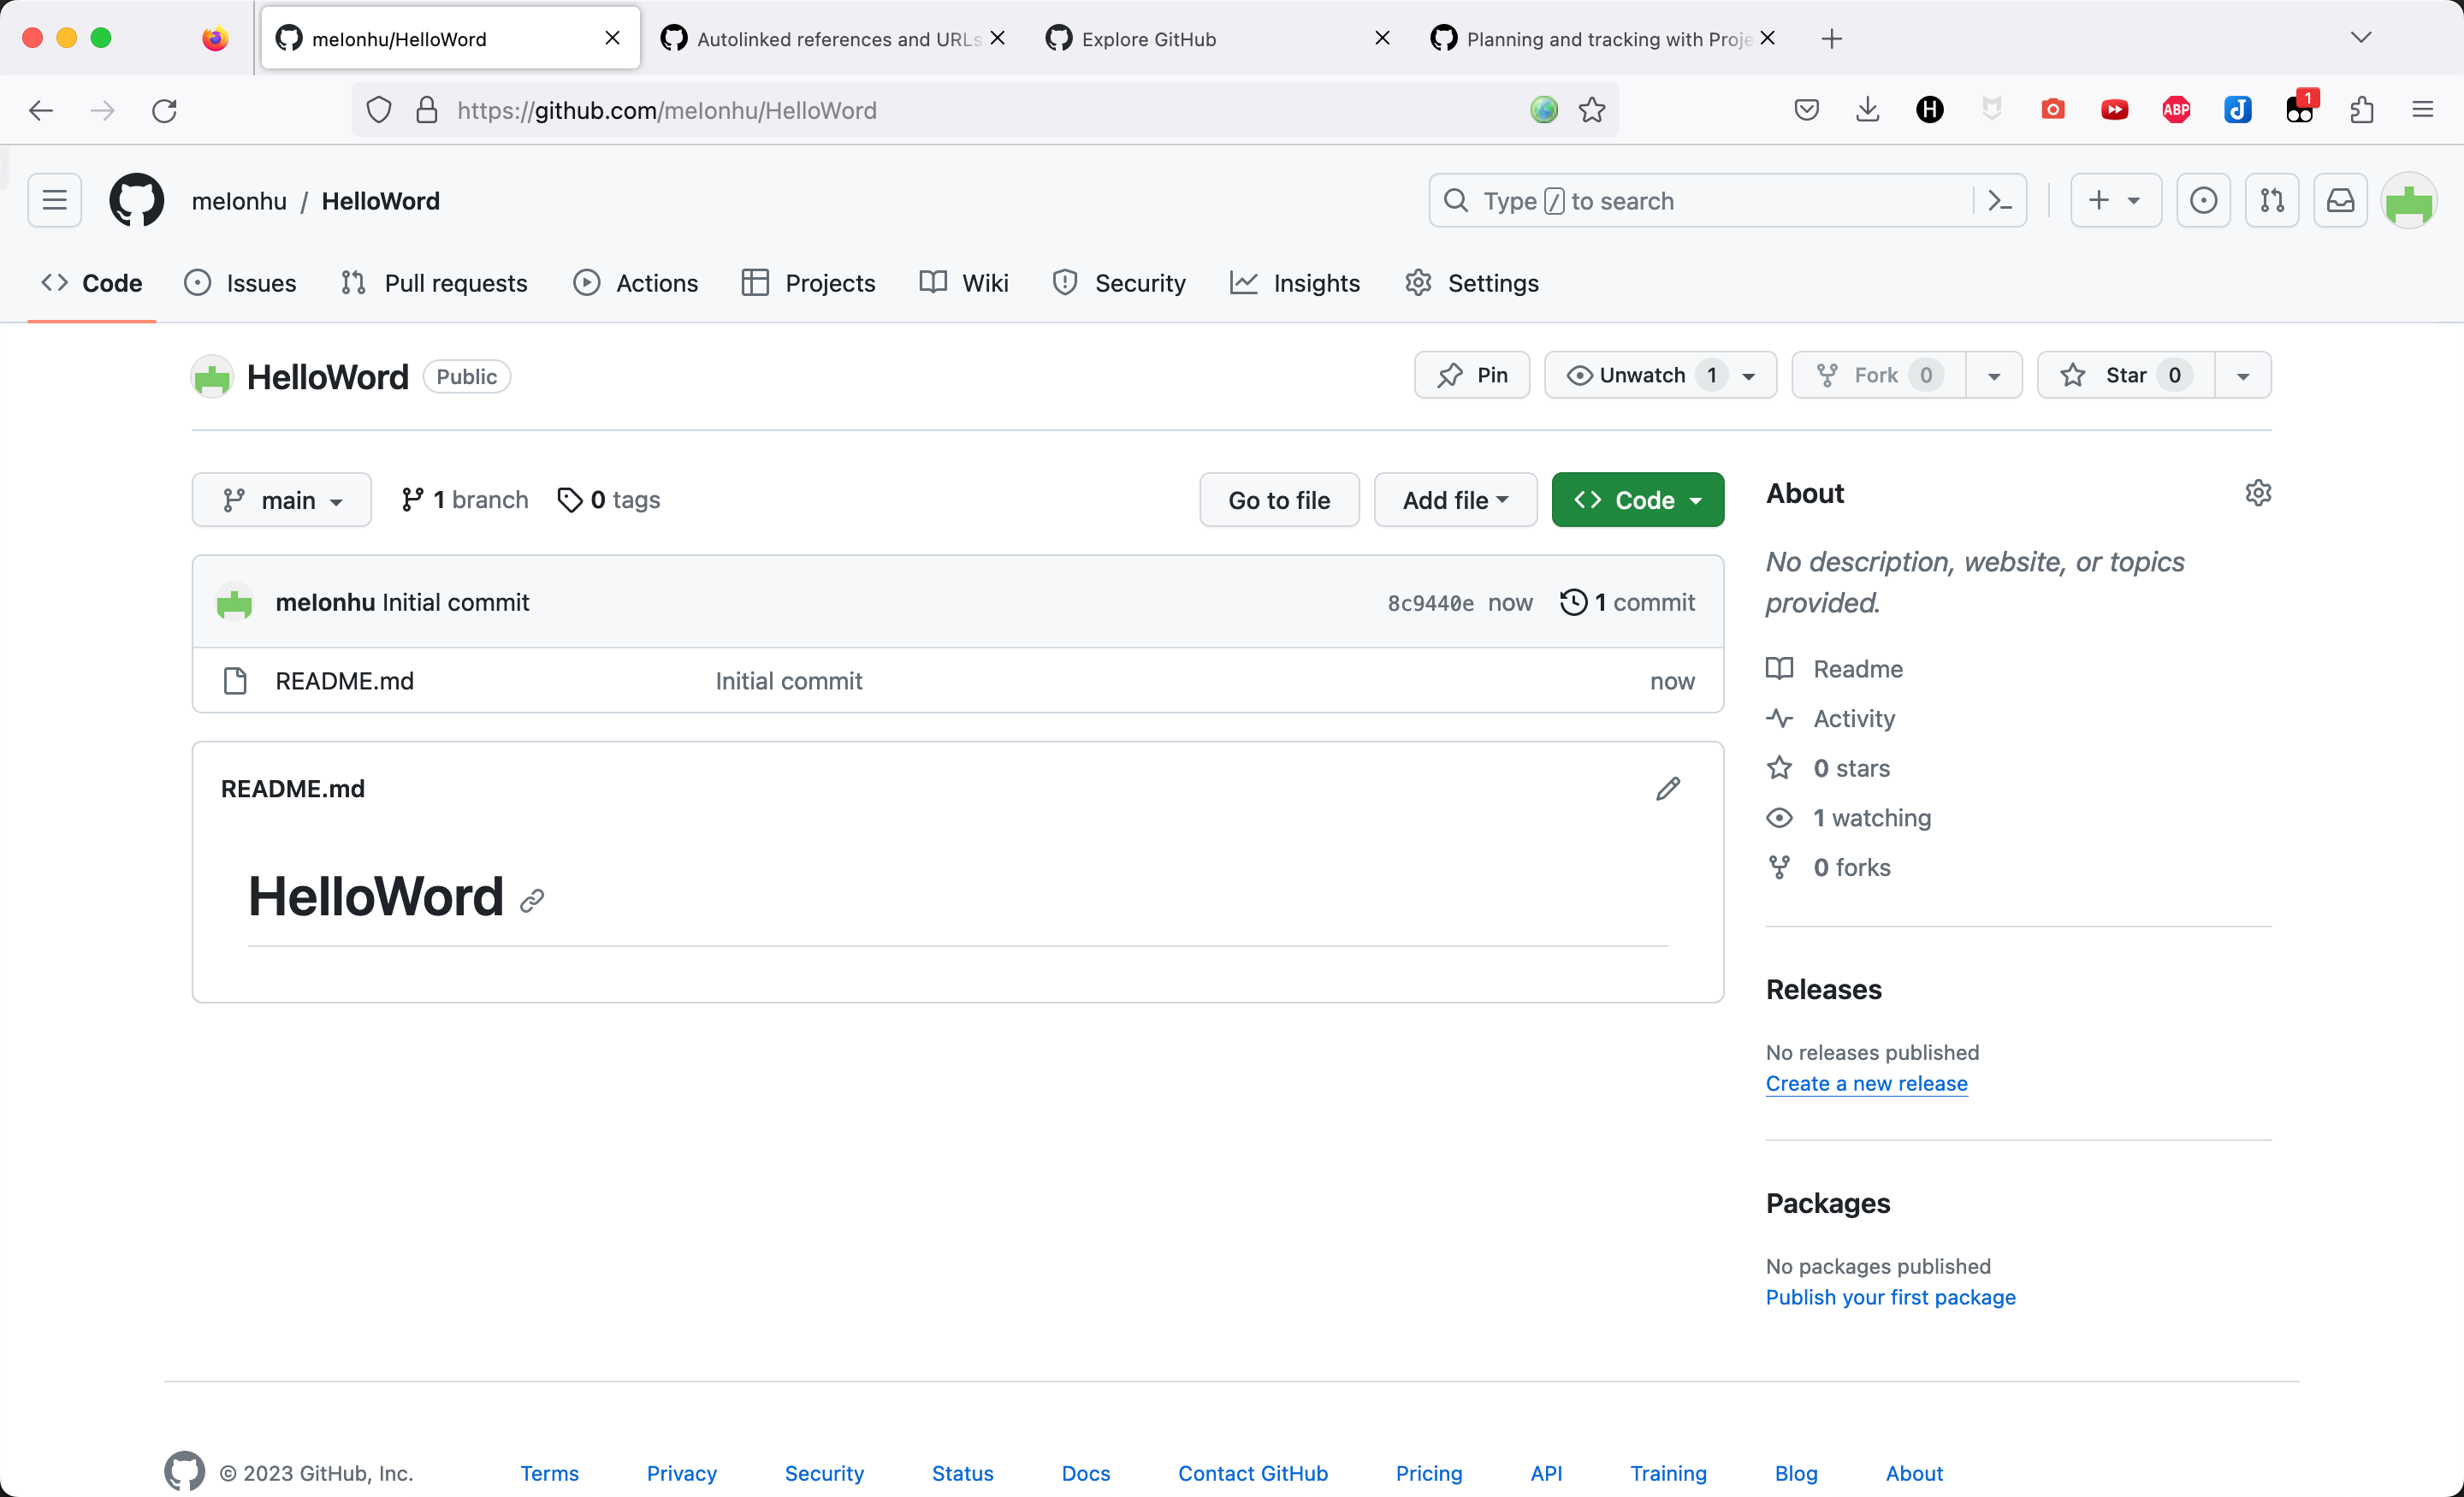 melonhu/HelloWord
Autolinked references and URLs
Explore GitHub
Planning and tracking with Proje
https://github.com/melonhu/HelloWord
H
ABP
1
melonhu / HelloWord
Type / to search
Code
Issues
Pull requests
Actions
Projects
Wiki
Security
Insights
Settings
HelloWord Public
Pin
Unwatch 1
Fork 0
Star 0
main
1 branch
0 tags
Go to file
Add file
Code
melonhu Initial commit
8c9440e now
1 commit
README.md
Initial commit
now
README.md
HelloWord
About
No description, website, or topics
provided.
Readme
Activity
0 stars
1 watching
0 forks
Releases
No releases published
Create a new release
Packages
No packages published
Publish your first package
© 2023 GitHub, Inc.
Terms
Privacy
Security
Status
Docs
Contact GitHub
Pricing
API
Training
Blog
About